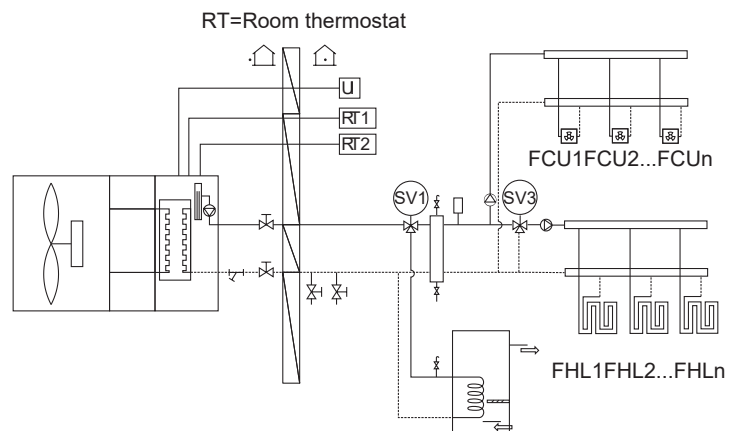 RT=Room thermostat
U
RT1
RT2
SV1
SV3
FCU1FCU2...FCUn
FHL1FHL2...FHLn